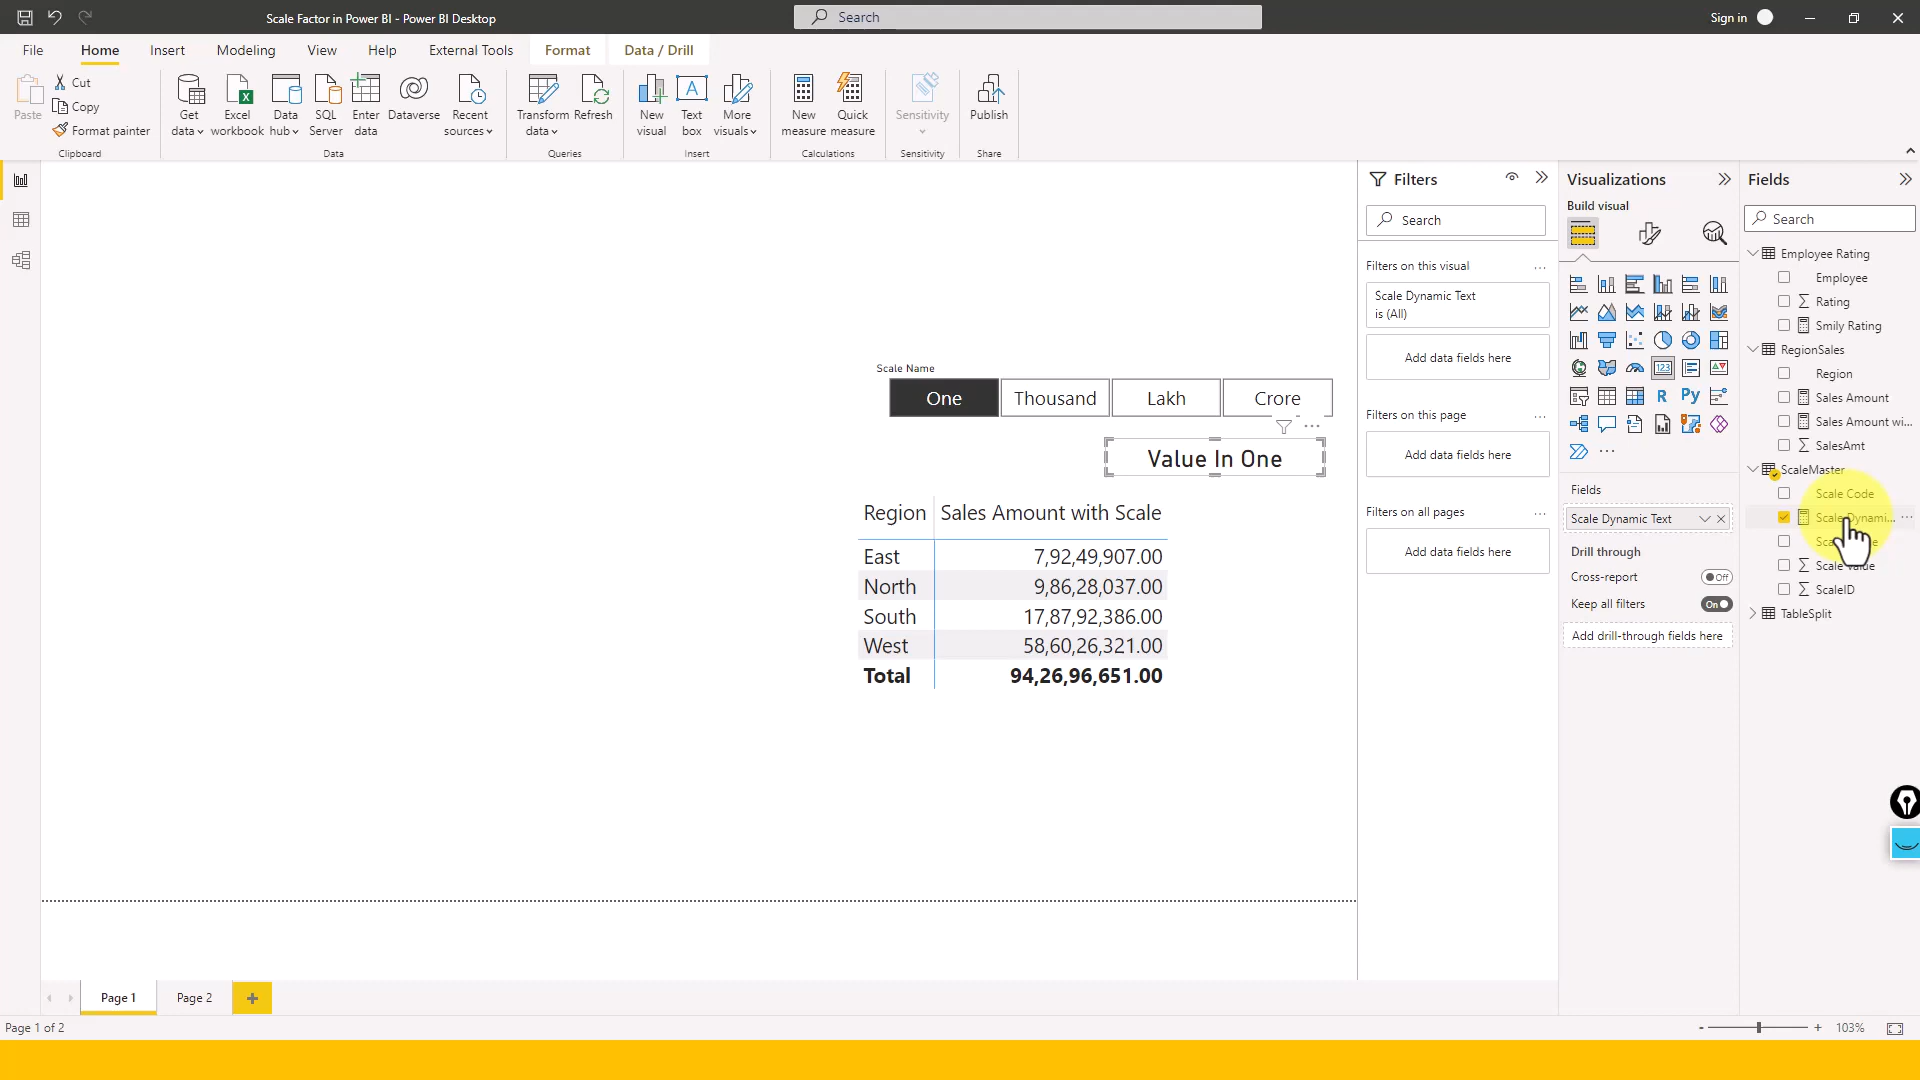 Scale Factor in Power BI - Power BI Desktop
Search
Sign in
File Home Insert Modeling View Help External Tools Format Data / Drill
Paste
Cut
Copy
Format painter
Clipboard
Get data
Excel workbook
Data hub
SQL Server
Enter data
Dataverse
Recent sources
Data
Transform data
Refresh
Queries
New visual
Text box
More visuals
Insert
New measure
Quick measure
Calculations
Sensitivity
Sensitivity
Publish
Share
Scale Name
One Thousand Lakh Crore
Value In One
Region Sales Amount with Scale
East 7,92,49,907.00
North 9,86,28,037.00
South 17,87,92,386.00
West 58,60,26,321.00
Total 94,26,96,651.00
Filters
Search
Filters on this visual
Scale Dynamic Text
is (All)
Add data fields here
Filters on this page
Add data fields here
Filters on all pages
Add data fields here
Visualizations
Build visual
123
R
Py
Fields
Scale Dynamic Text
Drill through
Cross-report Off
Keep all filters On
Add drill-through fields here
Fields
Search
Employee Rating
Employee
Rating
Smily Rating
RegionSales
Region
Sales Amount
Sales Amount wi...
SalesAmt
ScaleMaster
Scale Code
Scale Dynami...
Scale Value
ScaleID
TableSplit
Page 1 Page 2
Page 1 of 2
103%